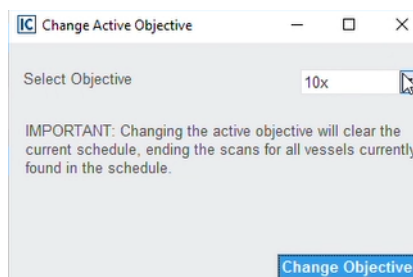 IC Change Active Objective
Select Objective 10x
IMPORTANT: Changing the active objective will clear the
current schedule, ending the scans for all vessels currently
found in the schedule.
Change Objective